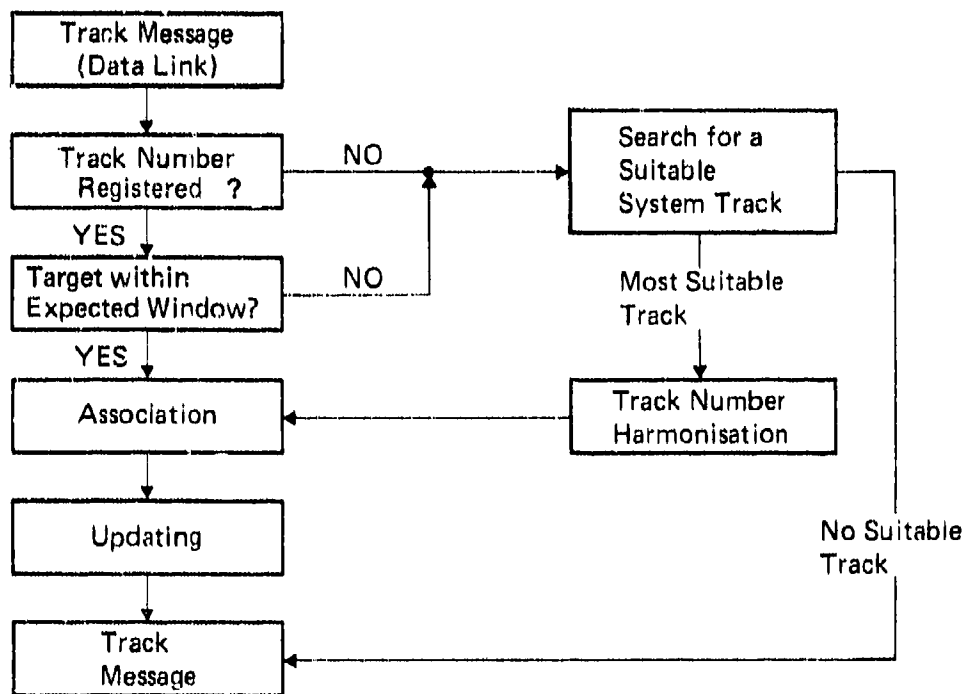 Track Message
(Data Link)
Track Number
Registered ?
NO
Search for a
Suitable
System Track
YES
Target within
Expected Window?
NO
Most Suitable
Track
YES
Association
Track Number
Harmonisation
Updating
No Suitable
Track
Track
Message